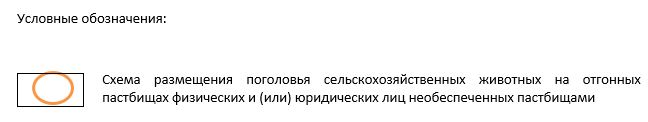 Условные обозначения:
Схема размещения поголовья сельскохозяйственных животных на отгонных
пастбищах физических и (или) юридических лиц необеспеченных пастбищами